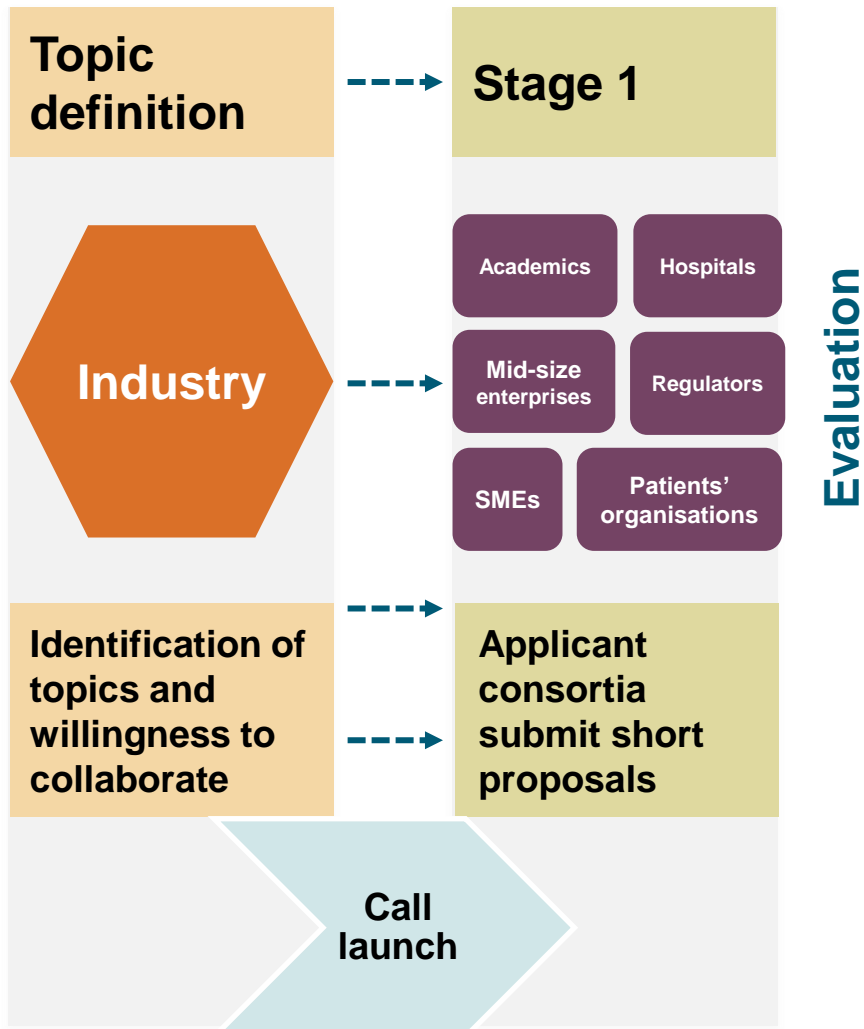 Topic
definition
Stage 1
Industry
Academics
Hospitals
Mid-size
enterprises
Regulators
SMEs
Patients’
organisations
Evaluation
Identification of
topics and
willingness to
collaborate
Applicant
consortia
submit short
proposals
Call
launch